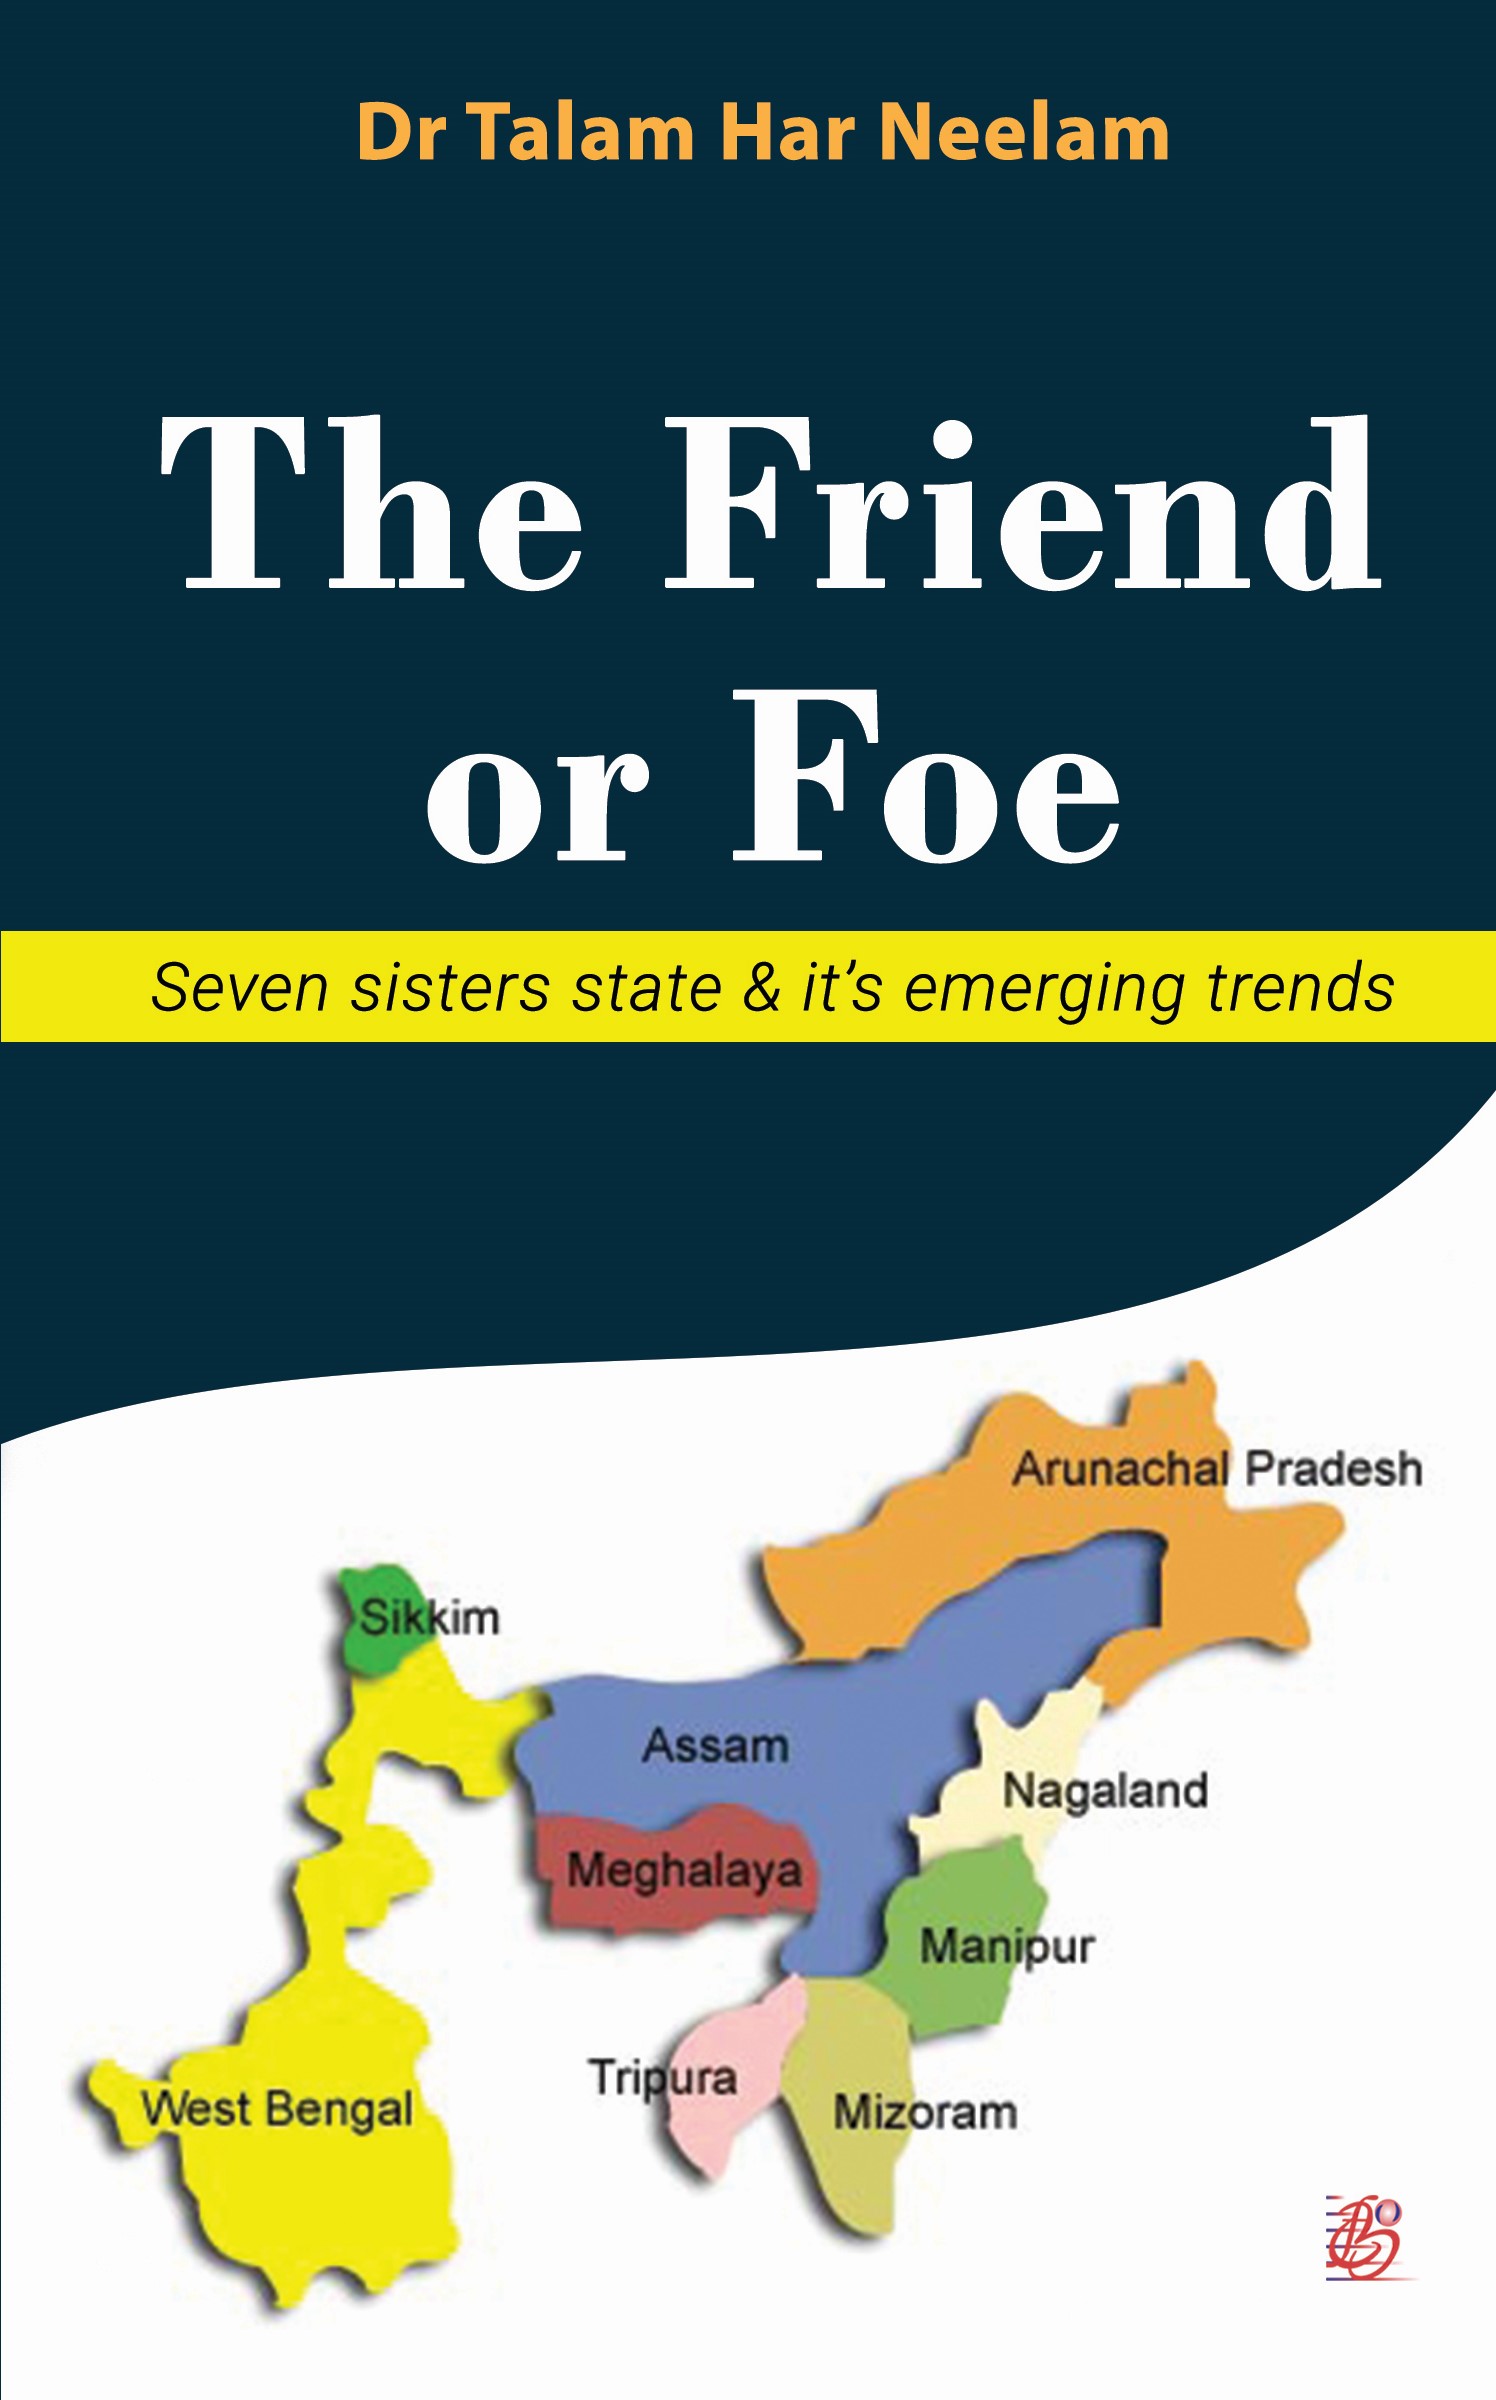 Dr Talam Har Neelam
The Friend
or Foe
Seven sisters state & it’s emerging trends
Arunachal Pradesh
Sikkim
Assam
Nagaland
Meghalaya
Manipur
Tripura
West Bengal
Mizoram